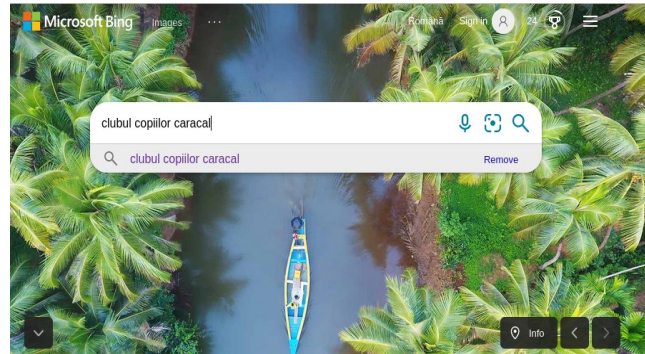 Microsoft Bing Images ... Română Sign in 24
clubul copiilor caracal
clubul copiilor caracal Remove
Info